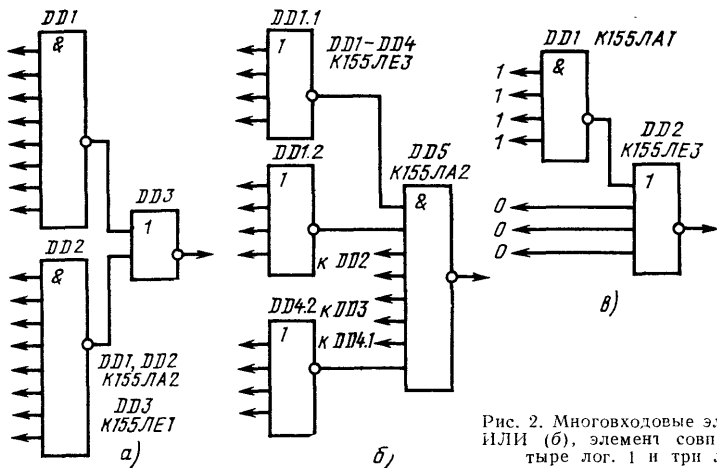 DD1
&
DD2
&
DD3
1
DD1, DD2
К155ЛА2
DD3
К155ЛЕ1
а)
DD1.1
1
DD1–DD4
К155ЛЕ3
DD1.2
1
DD5
К155ЛА2
&
к DD2
к DD3
к DD4.1
DD4.2
1
б)
DD1 К155ЛА1
&
1
1
1
1
DD2
К155ЛЕ3
1
0
0
0
в)
Рис. 2. Многовходовые эл
ИЛИ (б), элемент совп
тыре лог. 1 и три